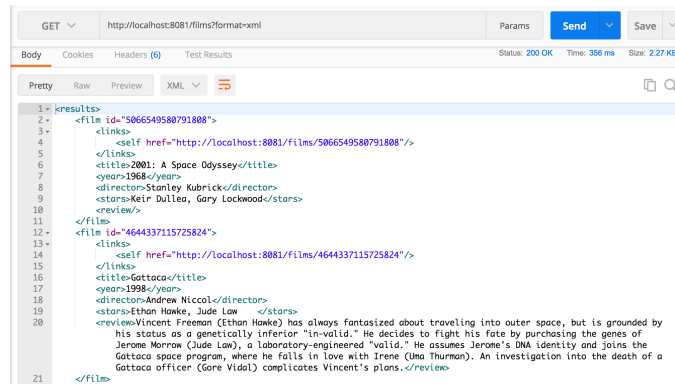 GET http://localhost:8081/films?format=xml Params Send Save
Body Cookies Headers (6) Test Results Status: 200 OK Time: 356 ms Size: 2.27 KB
Pretty Raw Preview XML
1 <results>
2 <film id="5066549580791808">
3 <links>
4 <self href="http://localhost:8081/films/5066549580791808"/>
5 </links>
6 <title>2001: A Space Odyssey</title>
7 <year>1968</year>
8 <director>Stanley Kubrick</director>
9 <stars>Keir Dullea, Gary Lockwood</stars>
10 <review/>
11 </film>
12 <film id="4644337115725824">
13 <links>
14 <self href="http://localhost:8081/films/4644337115725824"/>
15 </links>
16 <title>Gattaca</title>
17 <year>1998</year>
18 <director>Andrew Niccol</director>
19 <stars>Ethan Hawke, Jude Law    </stars>
20 <review>Vincent Freeman (Ethan Hawke) has always fantasized about traveling into outer space, but is grounded by
his status as a genetically inferior "in-valid." He decides to fight his fate by purchasing the genes of
Jerome Morrow (Jude Law), a laboratory-engineered "valid." He assumes Jerome's DNA identity and joins the
Gattaca space program, where he falls in love with Irene (Uma Thurman). An investigation into the death of a
Gattaca officer (Gore Vidal) complicates Vincent's plans.</review>
21 </film>